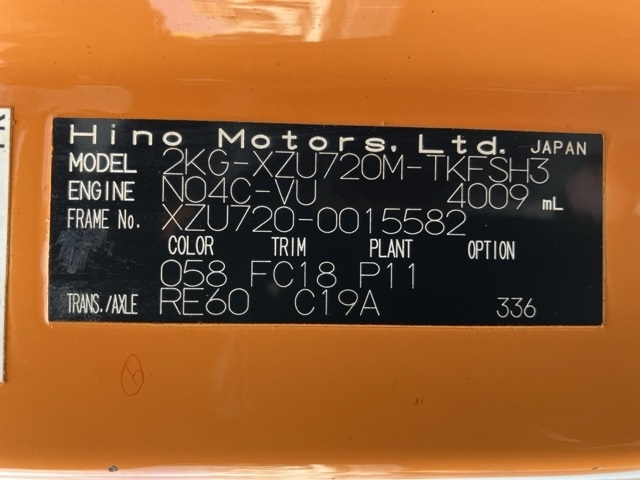 Hino Motors, Ltd. JAPAN
MODEL 2KG-XZU720M-TKFSH3
ENGINE N04C-VU 4009 mL
FRAME No. XZU720-0015582
COLOR TRIM PLANT OPTION
058 FC18 P11
TRANS./AXLE RE60 C19A 336